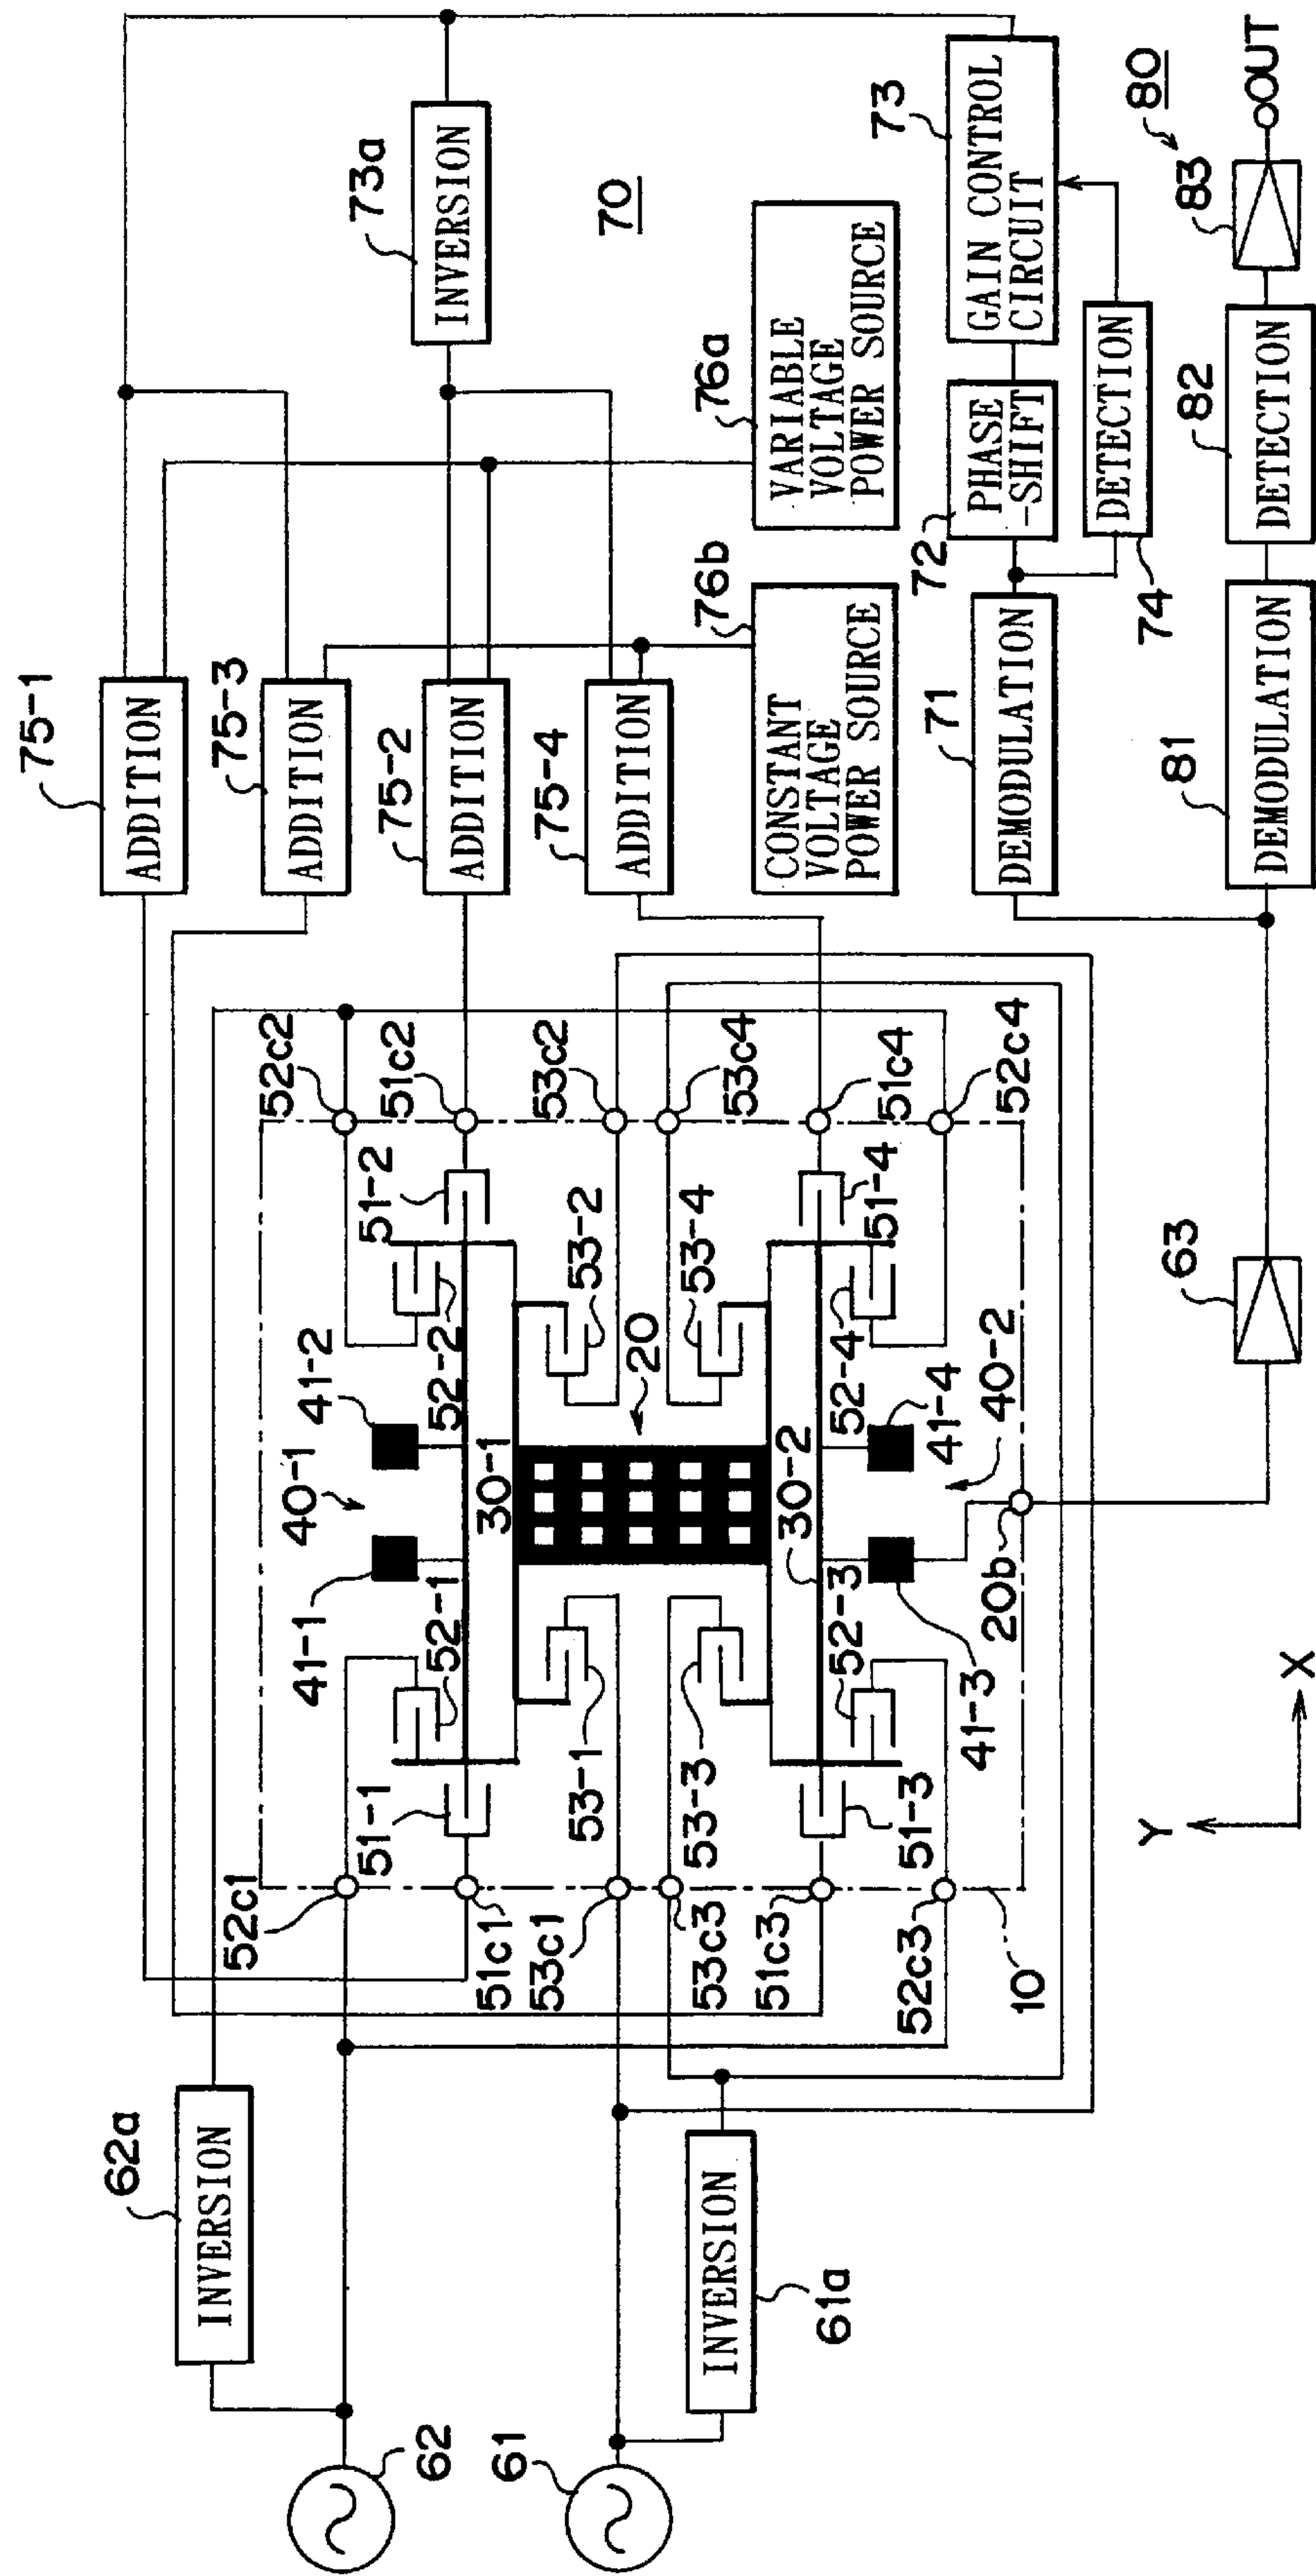 75-1
ADDITION
75-3
ADDITION
75-2
ADDITION
75-4
ADDITION
73a
INVERSION
70
76a
VARIABLE
VOLTAGE
POWER SOURCE
76b
CONSTANT
VOLTAGE
POWER SOURCE
73
GAIN CONTROL
CIRCUIT
72
PHASE
-SHIFT
71
DEMODULATION
74
DETECTION
80
81
DEMODULATION
82
DETECTION
83
OUT
62a
INVERSION
62
61
61a
INVERSION
52c1
51c1
53c1
53c3
51c3
52c3
10
52c2
51c2
53c2
53c4
51c4
52c4
51-1
52-1
41-1
40-1
41-2
52-2
51-2
30-1
53-1
53-2
20
53-3
53-4
30-2
51-3
52-3
41-3
20b
40-2
41-4
52-4
51-4
63
Y
X